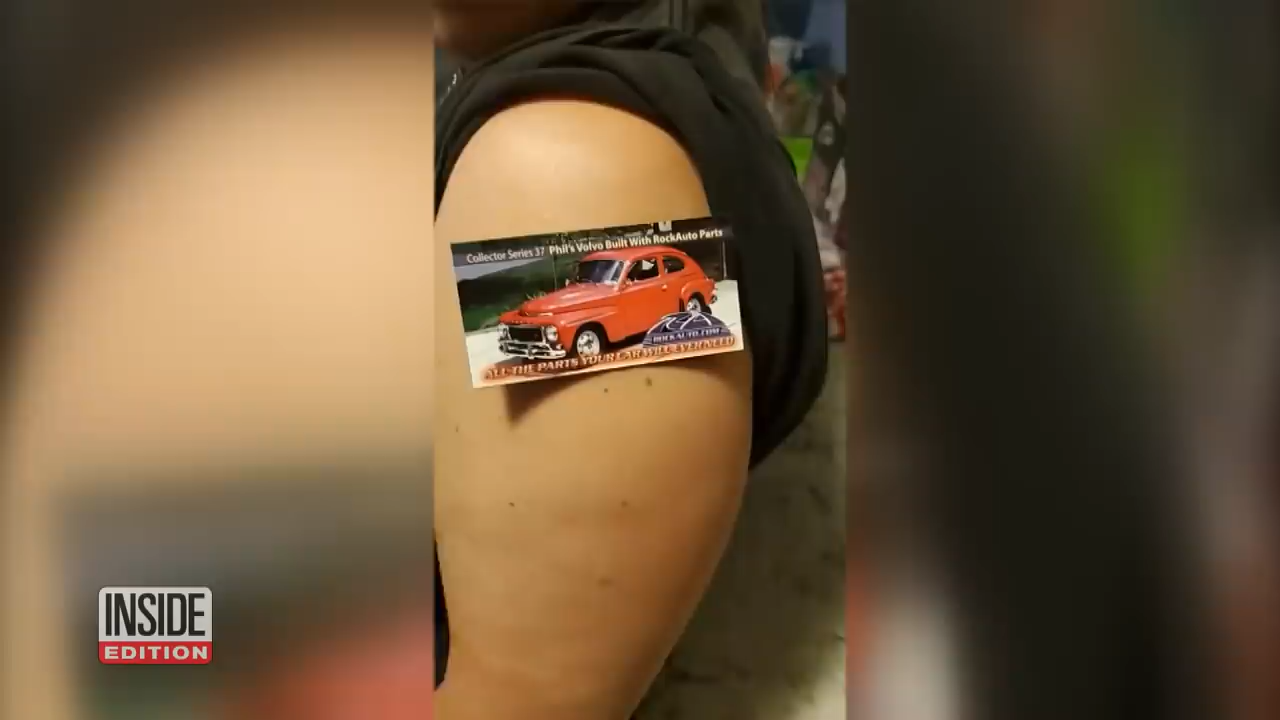 Collector Series 37 Phil's Volvo Built With RockAuto Parts
ROCKAUTO.COM
ALL THE PARTS YOUR CAR WILL EVER NEED
INSIDE
EDITION